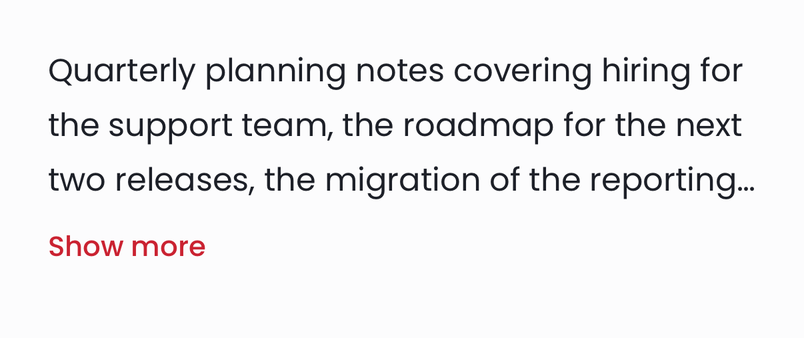 Quarterly planning notes covering hiring for
the support team, the roadmap for the next
two releases, the migration of the reporting...
Show more